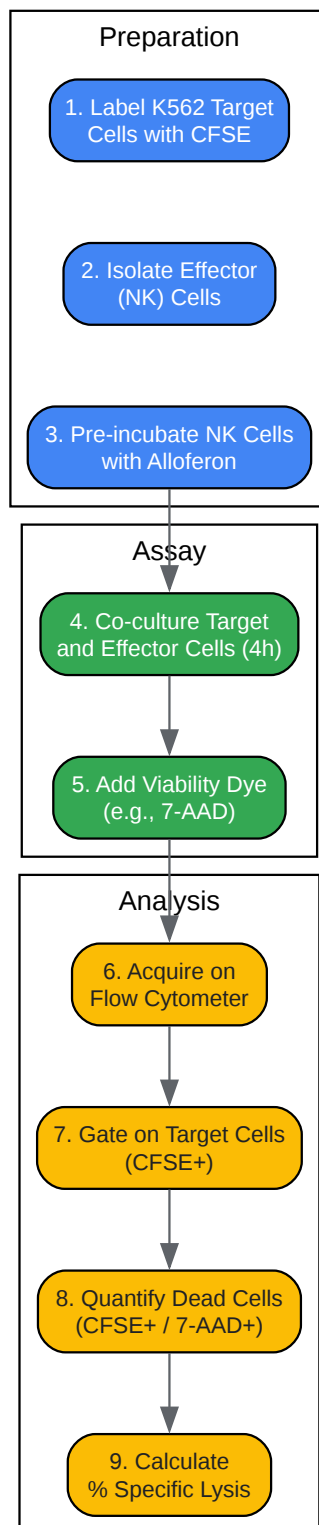 Preparation
1. Label K562 Target
Cells with CFSE
2. Isolate Effector
(NK) Cells
3. Pre-incubate NK Cells
with Alloferon
Assay
4. Co-culture Target
and Effector Cells (4h)
5. Add Viability Dye
(e.g., 7-AAD)
Analysis
6. Acquire on
Flow Cytometer
7. Gate on Target Cells
(CFSE+)
8. Quantify Dead Cells
(CFSE+ / 7-AAD+)
9. Calculate
% Specific Lysis